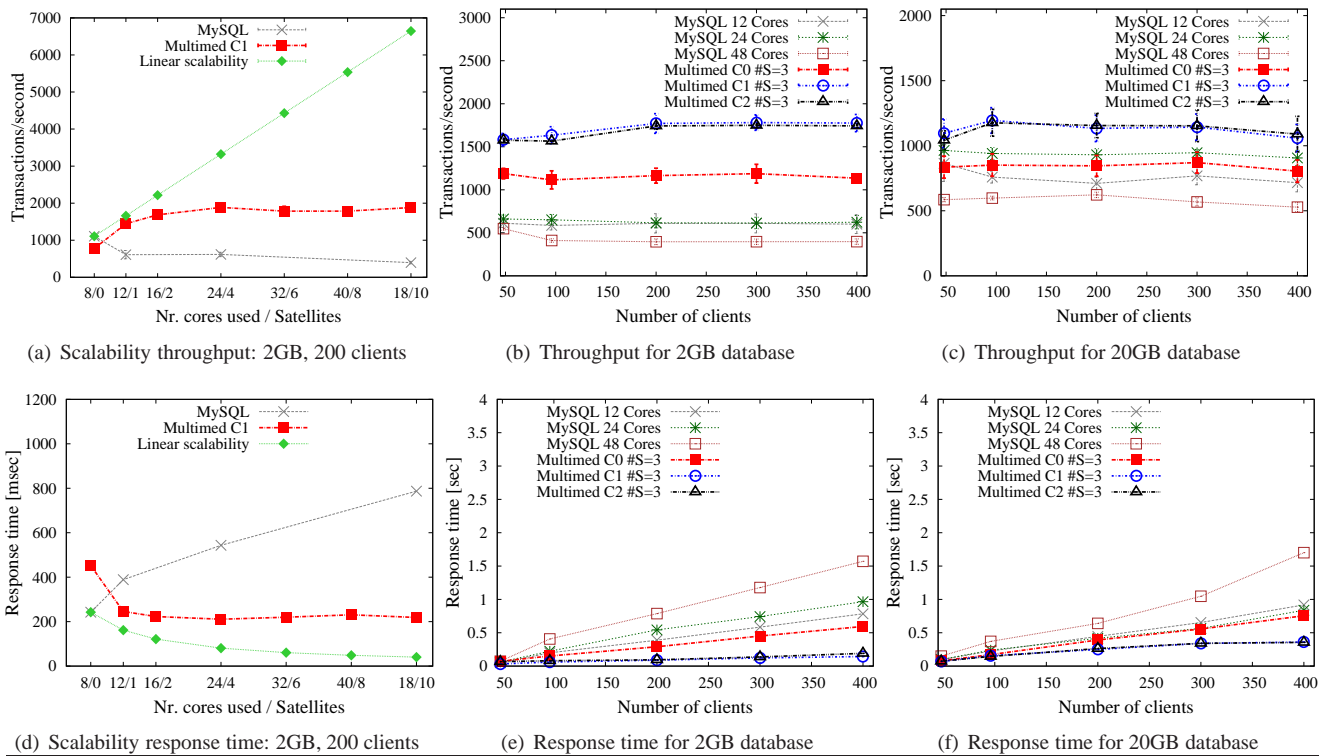 7000
6000
5000
4000
3000
2000
1000
0
Transactions/second
MySQL
Multimed C1
Linear scalability
8/0 12/1 16/2 24/4 32/6 40/8 18/10
Nr. cores used / Satellites
(a) Scalability throughput: 2GB, 200 clients
3000
2500
2000
1500
1000
500
0
Transactions/second
MySQL 12 Cores
MySQL 24 Cores
MySQL 48 Cores
Multimed C0 #S=3
Multimed C1 #S=3
Multimed C2 #S=3
50 100 150 200 250 300 350 400
Number of clients
(b) Throughput for 2GB database
2000
1500
1000
500
0
Transactions/second
MySQL 12 Cores
MySQL 24 Cores
MySQL 48 Cores
Multimed C0 #S=3
Multimed C1 #S=3
Multimed C2 #S=3
50 100 150 200 250 300 350 400
Number of clients
(c) Throughput for 20GB database
1200
1000
800
600
400
200
0
Response time [msec]
MySQL
Multimed C1
Linear scalability
8/0 12/1 16/2 24/4 32/6 40/8 18/10
Nr. cores used / Satellites
(d) Scalability response time: 2GB, 200 clients
4
3.5
3
2.5
2
1.5
1
0.5
0
Response time [sec]
MySQL 12 Cores
MySQL 24 Cores
MySQL 48 Cores
Multimed C0 #S=3
Multimed C1 #S=3
Multimed C2 #S=3
50 100 150 200 250 300 350 400
Number of clients
(e) Response time for 2GB database
4
3.5
3
2.5
2
1.5
1
0.5
0
Response time [sec]
MySQL 12 Cores
MySQL 24 Cores
MySQL 48 Cores
Multimed C0 #S=3
Multimed C1 #S=3
Multimed C2 #S=3
50 100 150 200 250 300 350 400
Number of clients
(f) Response time for 20GB database